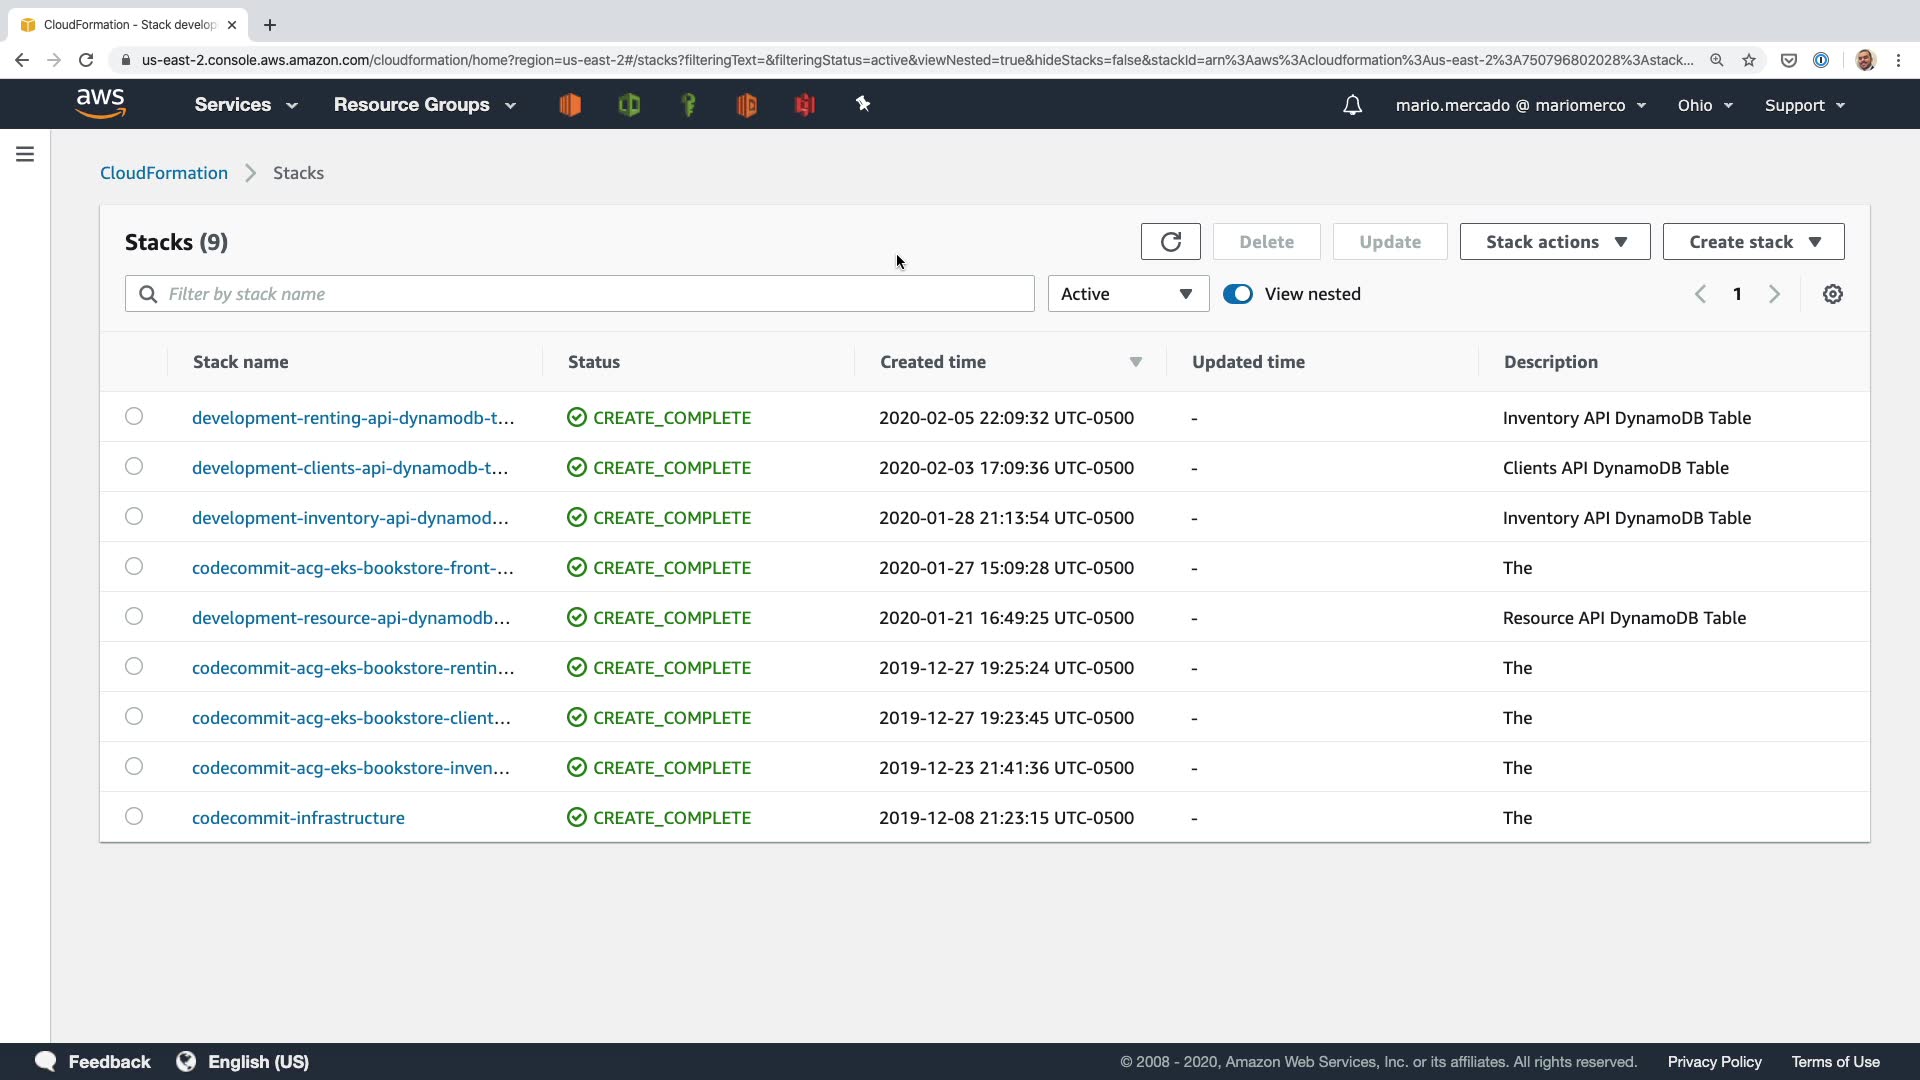 CloudFormation - Stack develop
us-east-2.console.aws.amazon.com/cloudformation/home?region=us-east-2#/stacks?filteringText=&filteringStatus=active&viewNested=true&hideStacks=false&stackId=arn%3Aaws%3Acloudformation%3Aus-east-2%3A750796802028%3Astack...
aws Services Resource Groups mario.mercado @ mariomerco Ohio Support
CloudFormation Stacks
Stacks (9) Delete Update Stack actions Create stack
Filter by stack name Active View nested 1
Stack name Status Created time Updated time Description
development-renting-api-dynamodb-t... CREATE_COMPLETE 2020-02-05 22:09:32 UTC-0500 - Inventory API DynamoDB Table
development-clients-api-dynamodb-t... CREATE_COMPLETE 2020-02-03 17:09:36 UTC-0500 - Clients API DynamoDB Table
development-inventory-api-dynamod... CREATE_COMPLETE 2020-01-28 21:13:54 UTC-0500 - Inventory API DynamoDB Table
codecommit-acg-eks-bookstore-front-... CREATE_COMPLETE 2020-01-27 15:09:28 UTC-0500 - The
development-resource-api-dynamodb... CREATE_COMPLETE 2020-01-21 16:49:25 UTC-0500 - Resource API DynamoDB Table
codecommit-acg-eks-bookstore-rentin... CREATE_COMPLETE 2019-12-27 19:25:24 UTC-0500 - The
codecommit-acg-eks-bookstore-client... CREATE_COMPLETE 2019-12-27 19:23:45 UTC-0500 - The
codecommit-acg-eks-bookstore-inven... CREATE_COMPLETE 2019-12-23 21:41:36 UTC-0500 - The
codecommit-infrastructure CREATE_COMPLETE 2019-12-08 21:23:15 UTC-0500 - The
Feedback English (US) © 2008 - 2020, Amazon Web Services, Inc. or its affiliates. All rights reserved. Privacy Policy Terms of Use